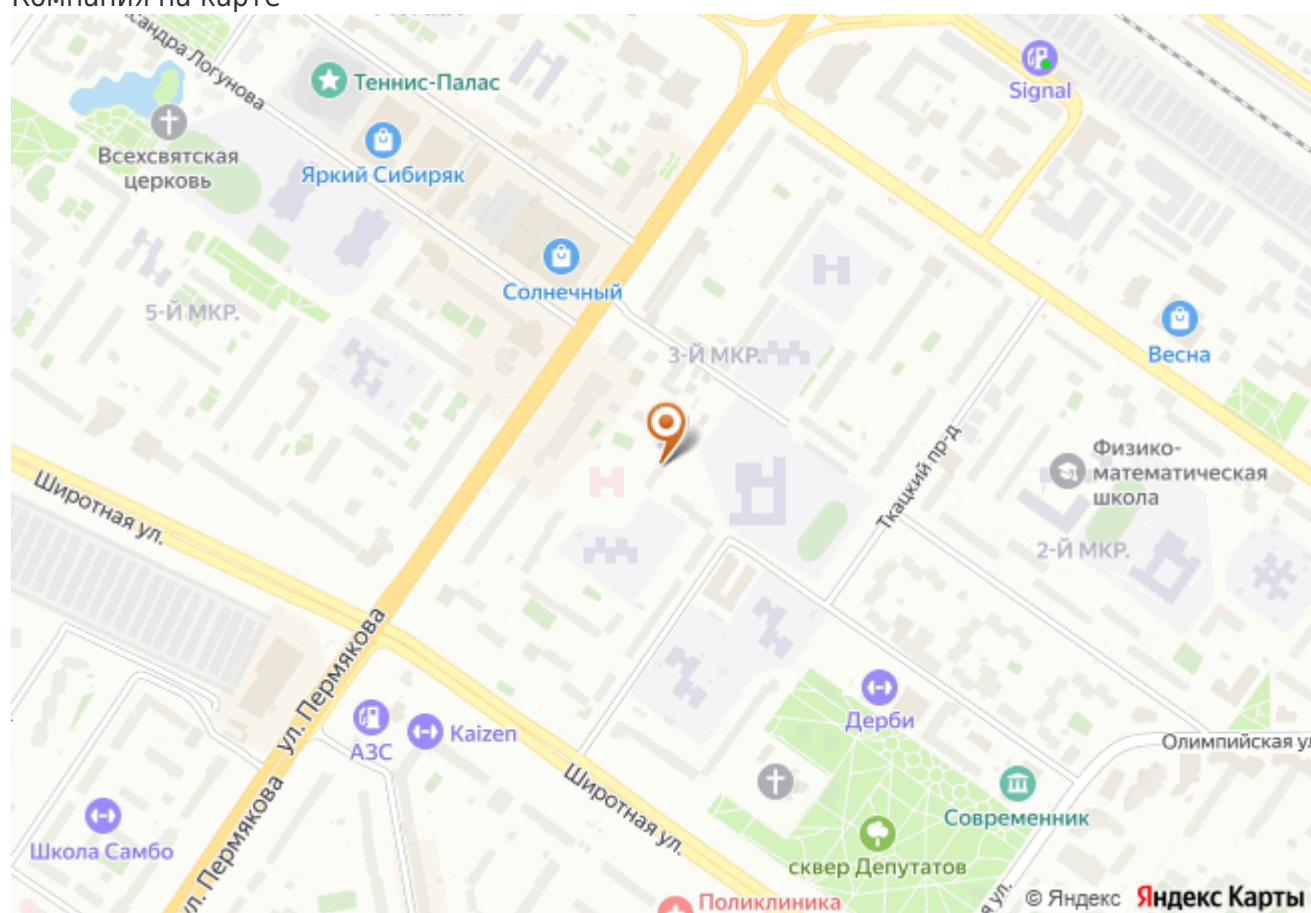 Компания на карте
сандра Логунова
Теннис-Палас
Signal
Всехсвятская
церковь
Яркий Сибиряк
Солнечный
5-Й МКР.
3-Й МКР.
Весна
Широтная ул.
Ткацкий пр-д
Физико-
математическая
школа
2-Й МКР.
ул. Пермякова
АЗС
Kaizen
Дерби
Олимпийская ул
Широтная ул.
Современник
Школа Самбо
л. Пермякова
сквер Депутатов
Поликлиника
я ул.
© Яндекс Яндекс Карты